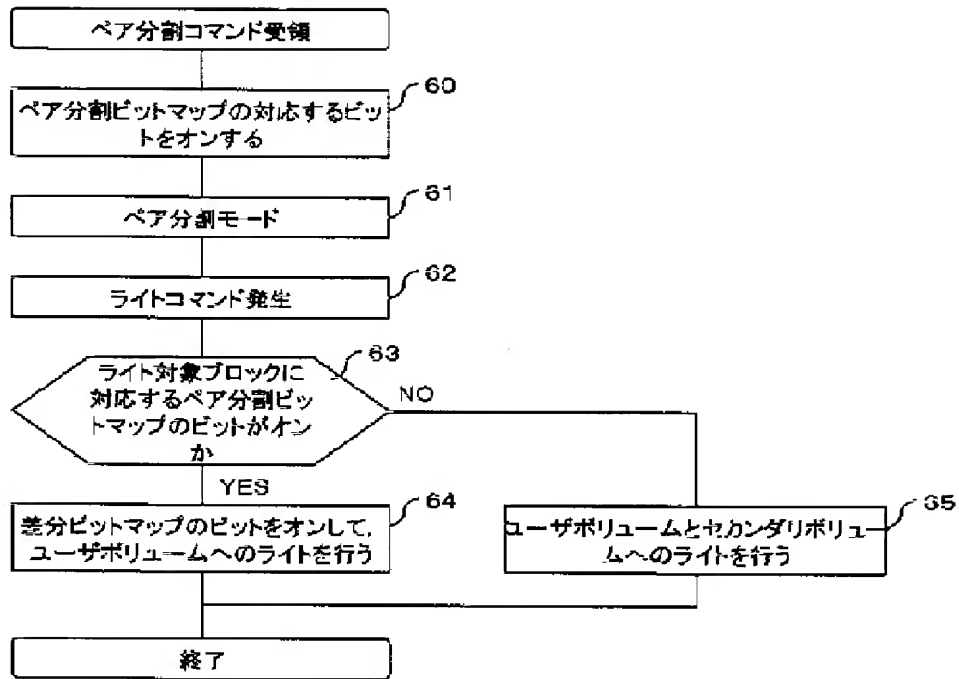 ペア分割コマンド受領
60
ペア分割ビットマップの対応するビッ
トをオンする
61
ペア分割モード
62
ライトコマンド発生
63
ライト対象ブロックに
対応するペア分割ビッ
トマップのビットがオン
か
NO
YES
64
差分ビットマップのビットをオンして,
ユーザボリュームへのライトを行う
65
ユーザボリュームとセカンダリボリュー
ムへのライトを行う
終了